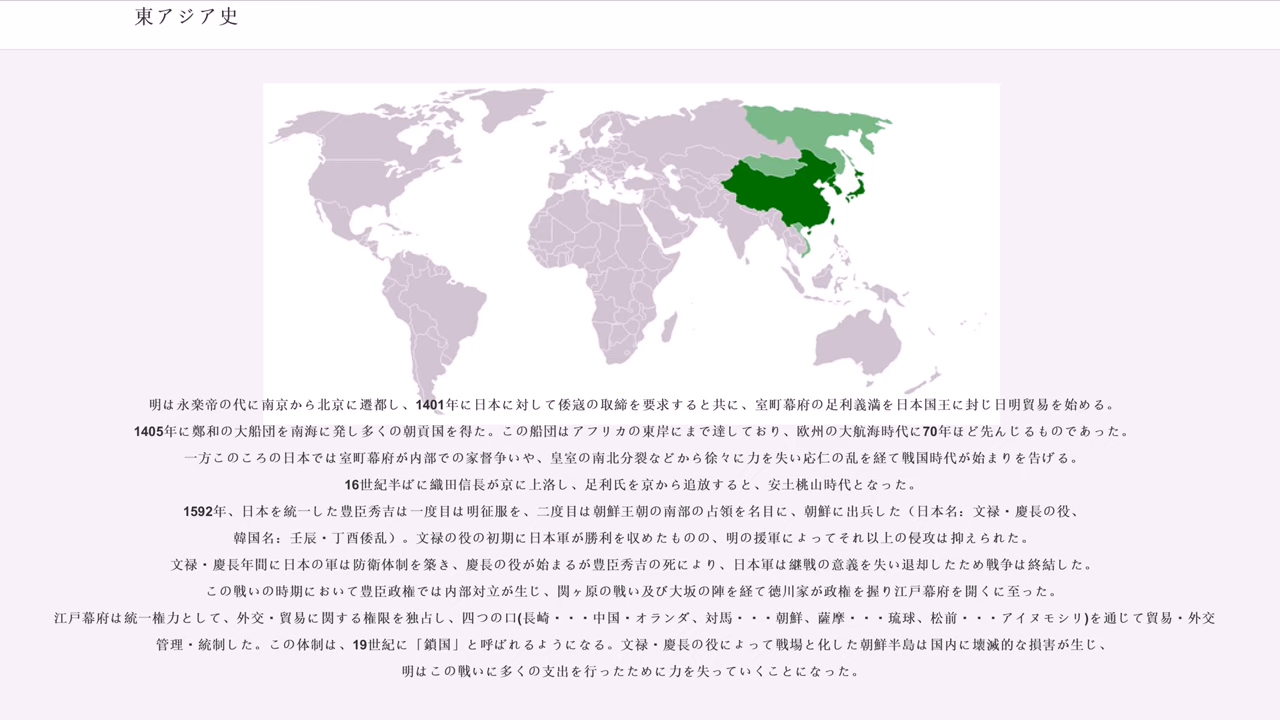 東アジア史
明は永楽帝の代に南京から北京に遷都し、1401年に日本に対して倭寇の取締を要求すると共に、室町幕府の足利義満を日本国王に封じ日明貿易を始める。
1405年に鄭和の大船団を南海に発し多くの朝貢国を得た。この船団はアフリカの東岸にまで達しており、欧州の大航海時代に70年ほど先んじるものであった。
一方このころの日本では室町幕府が内部での家督争いや、皇室の南北分裂などから徐々に力を失い応仁の乱を経て戦国時代が始まりを告げる。
16世紀半ばに織田信長が京に上洛し、足利氏を京から追放すると、安土桃山時代となった。
1592年、日本を統一した豊臣秀吉は一度目は明征服を、二度目は朝鮮王朝の南部の占領を名目に、朝鮮に出兵した（日本名：文禄・慶長の役、
韓国名：壬辰・丁酉倭乱）。文禄の役の初期に日本軍が勝利を収めたものの、明の援軍によってそれ以上の侵攻は抑えられた。
文禄・慶長年間に日本の軍は防衛体制を築き、慶長の役が始まるが豊臣秀吉の死により、日本軍は継戦の意義を失い退却したため戦争は終結した。
この戦いの時期において豊臣政権では内部対立が生じ、関ヶ原の戦い及び大坂の陣を経て徳川家が政権を握り江戸幕府を開くに至った。
江戸幕府は統一権力として、外交・貿易に関する権限を独占し、四つの口(長崎・・・中国・オランダ、対馬・・・朝鮮、薩摩・・・琉球、松前・・・アイヌモシリ)を通じて貿易・外交
管理・統制した。この体制は、19世紀に「鎖国」と呼ばれるようになる。文禄・慶長の役によって戦場と化した朝鮮半島は国内に壊滅的な損害が生じ、
明はこの戦いに多くの支出を行ったために力を失っていくことになった。